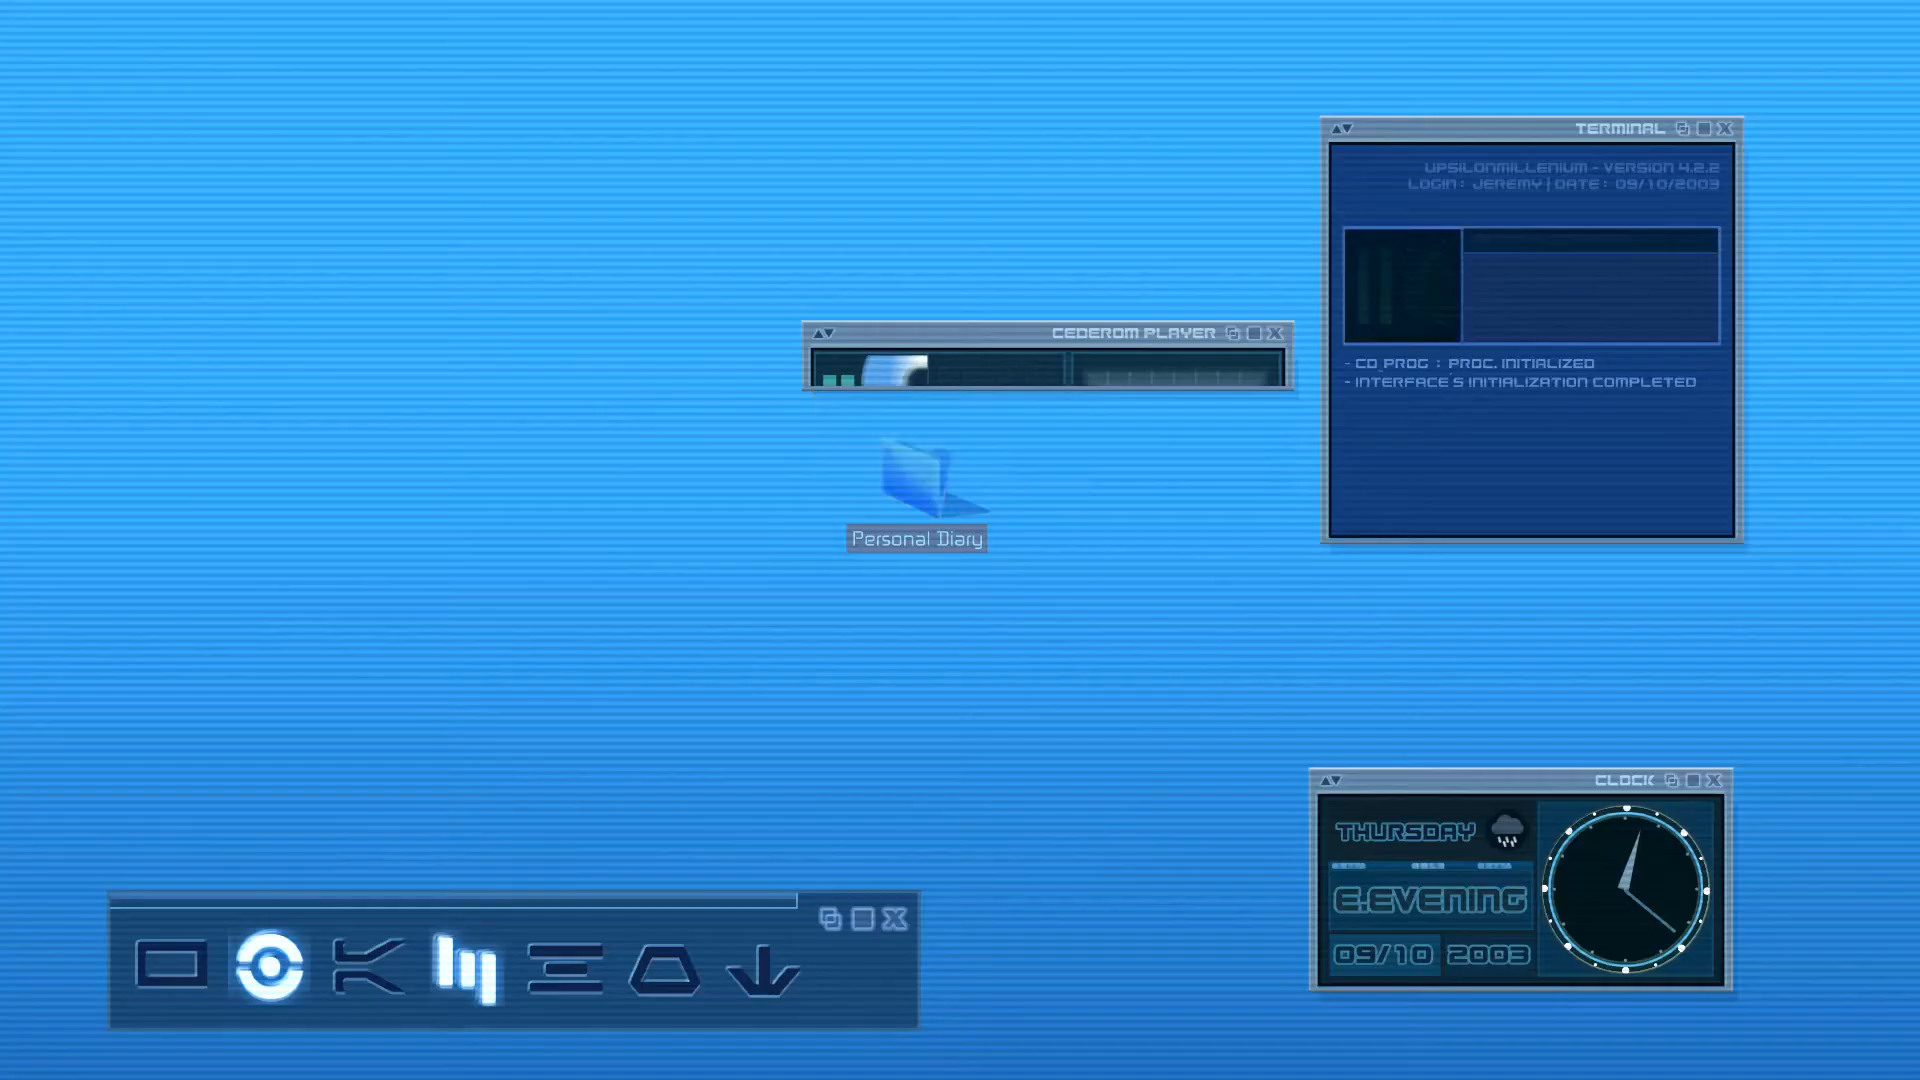 TERMINAL
UPSILONMILLENIUM - VERSION 4.2.2
LOGIN : JEREMY | DATE : 09/10/2003
CEDEROM PLAYER
- CD_PROG : PROC. INITIALIZED
- INTERFACE'S INITIALIZATION COMPLETED
Personal Diary
CLOCK
THURSDAY
E.EVENING
09/10 2003